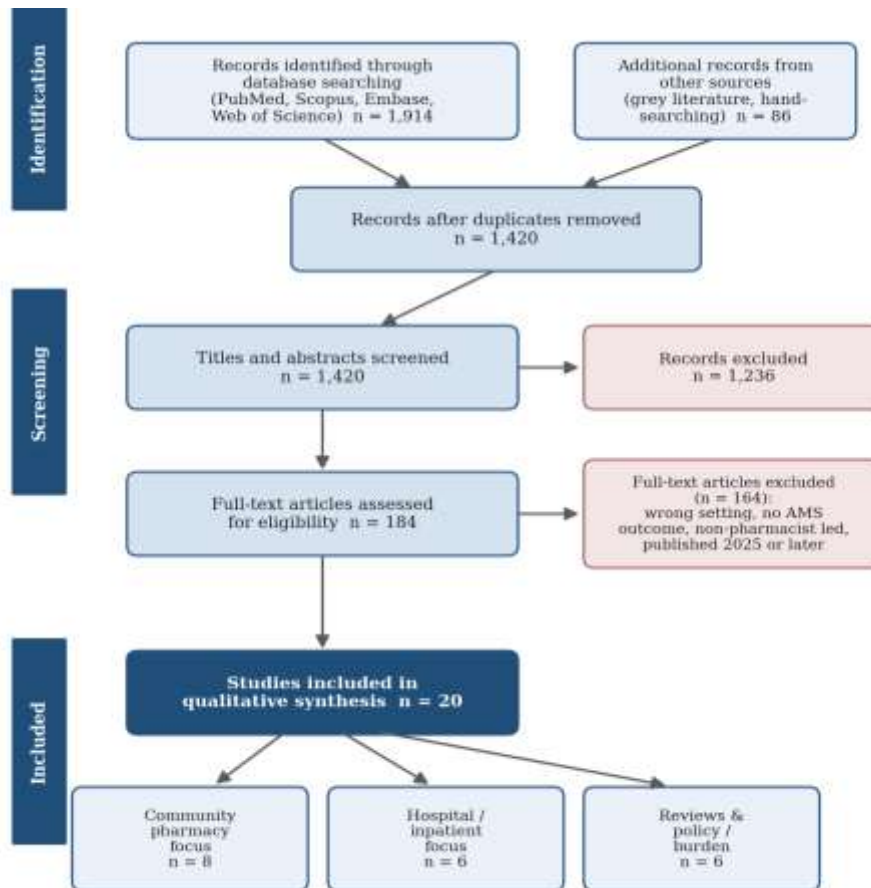 Identification
Records identified through
database searching
(PubMed, Scopus, Embase,
Web of Science)  n = 1,914
Additional records from
other sources
(grey literature, hand-
searching)  n = 86
Records after duplicates removed
n = 1,420
Screening
Titles and abstracts screened
n = 1,420
Records excluded
n = 1,236
Full-text articles assessed
for eligibility  n = 184
Full-text articles excluded
(n = 164):
wrong setting, no AMS
outcome, non-pharmacist led,
published 2025 or later
Included
Studies included in
qualitative synthesis  n = 20
Community
pharmacy
focus
n = 8
Hospital /
inpatient
focus
n = 6
Reviews &
policy /
burden
n = 6